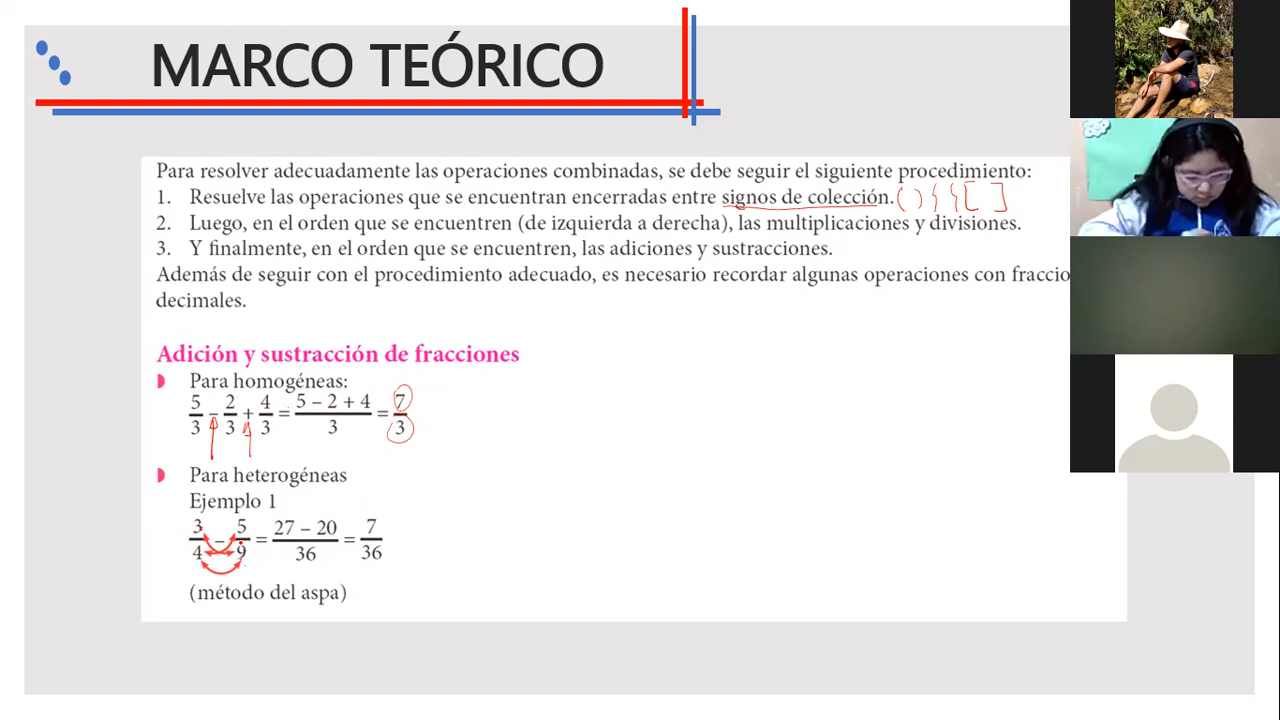 MARCO TEÓRICO
Para resolver adecuadamente las operaciones combinadas, se debe seguir el siguiente procedimiento:
1. Resuelve las operaciones que se encuentran encerradas entre signos de colección. ( ) { { [ ]
2. Luego, en el orden que se encuentren (de izquierda a derecha), las multiplicaciones y divisiones.
3. Y finalmente, en el orden que se encuentren, las adiciones y sustracciones.
Además de seguir con el procedimiento adecuado, es necesario recordar algunas operaciones con fraccio
decimales.
Adición y sustracción de fracciones
Para homogéneas:
5/3 – 2/3 + 4/3 = (5 – 2 + 4)/3 = 7/3
Para heterogéneas
Ejemplo 1
3/4 – 5/9 = (27 – 20)/36 = 7/36
(método del aspa)